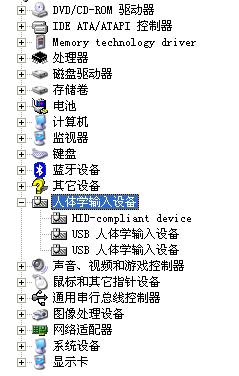 DVD/CD-ROM 驱动器
IDE ATA/ATAPI 控制器
Memory technology driver
处理器
磁盘驱动器
存储卷
电池
计算机
监视器
键盘
蓝牙设备
其它设备
人体学输入设备
HID-compliant device
USB 人体学输入设备
USB 人体学输入设备
声音、视频和游戏控制器
鼠标和其它指针设备
通用串行总线控制器
图像处理设备
网络适配器
系统设备
显示卡